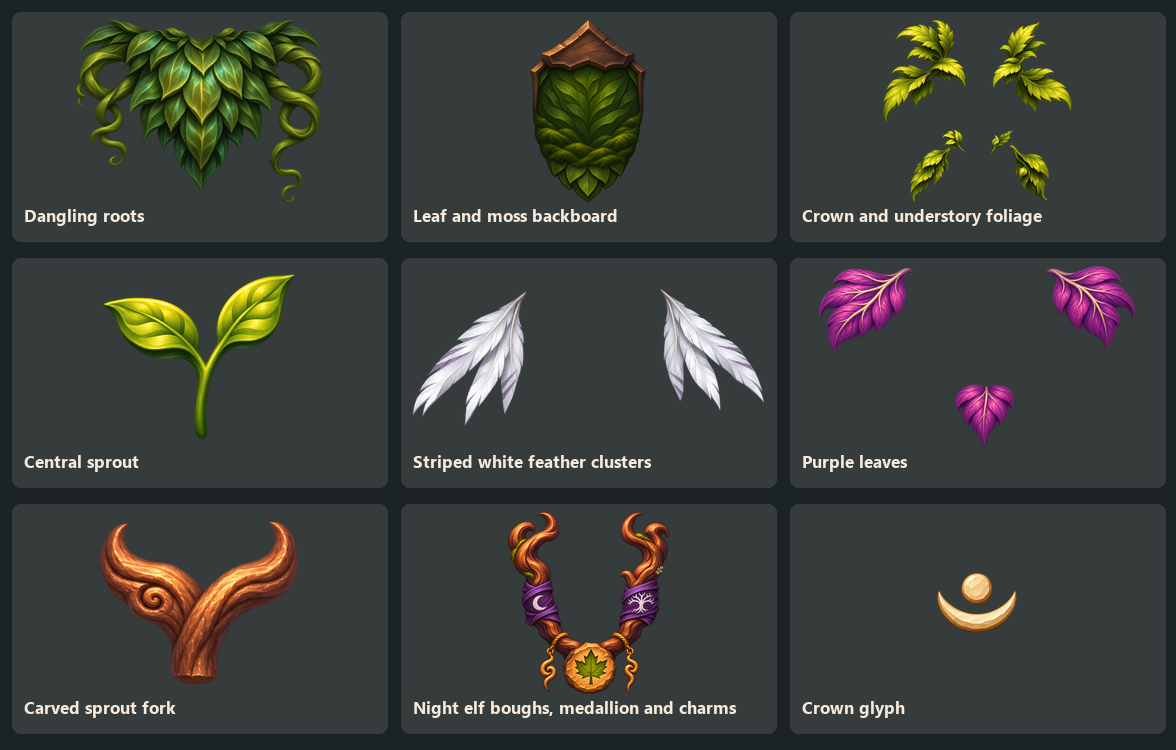 Dangling roots
Leaf and moss backboard
Crown and understory foliage
Central sprout
Striped white feather clusters
Purple leaves
Carved sprout fork
Night elf boughs, medallion and charms
Crown glyph